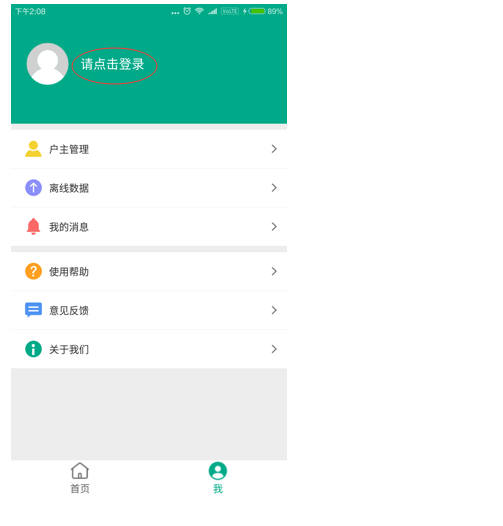 下午2:08 ... VoLTE 89%
请点击登录
户主管理
离线数据
我的消息
使用帮助
意见反馈
关于我们
首页 我